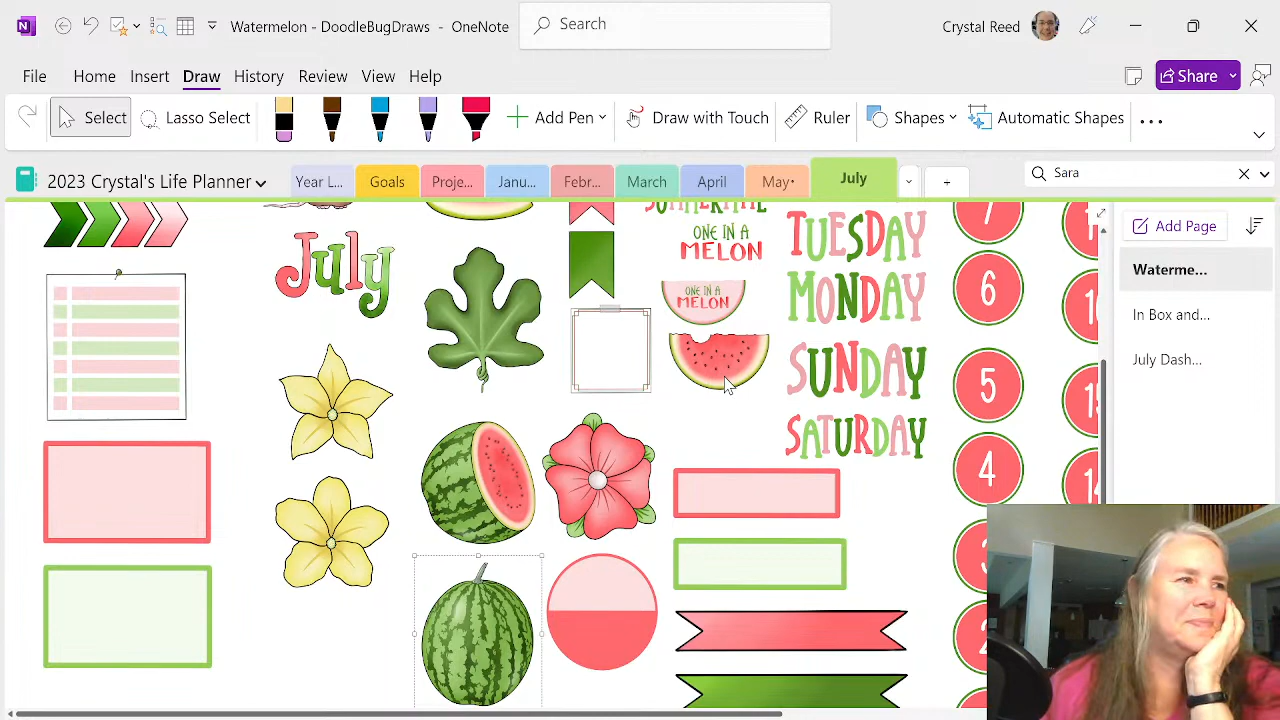 Watermelon - DoodleBugDraws - OneNote
Search
Crystal Reed
File Home Insert Draw History Review View Help
Share
Select Lasso Select Add Pen Draw with Touch Ruler Shapes Automatic Shapes ...
2023 Crystal's Life Planner
Year L... Goals Proje... Janu... Febr... March April May• July +
Sara
Add Page
Waterme...
In Box and...
July Dash...
July
SUMMERTIME
ONE IN A
MELON
ONE IN A
MELON
TUESDAY
MONDAY
SUNDAY
SATURDAY
7
6
5
4